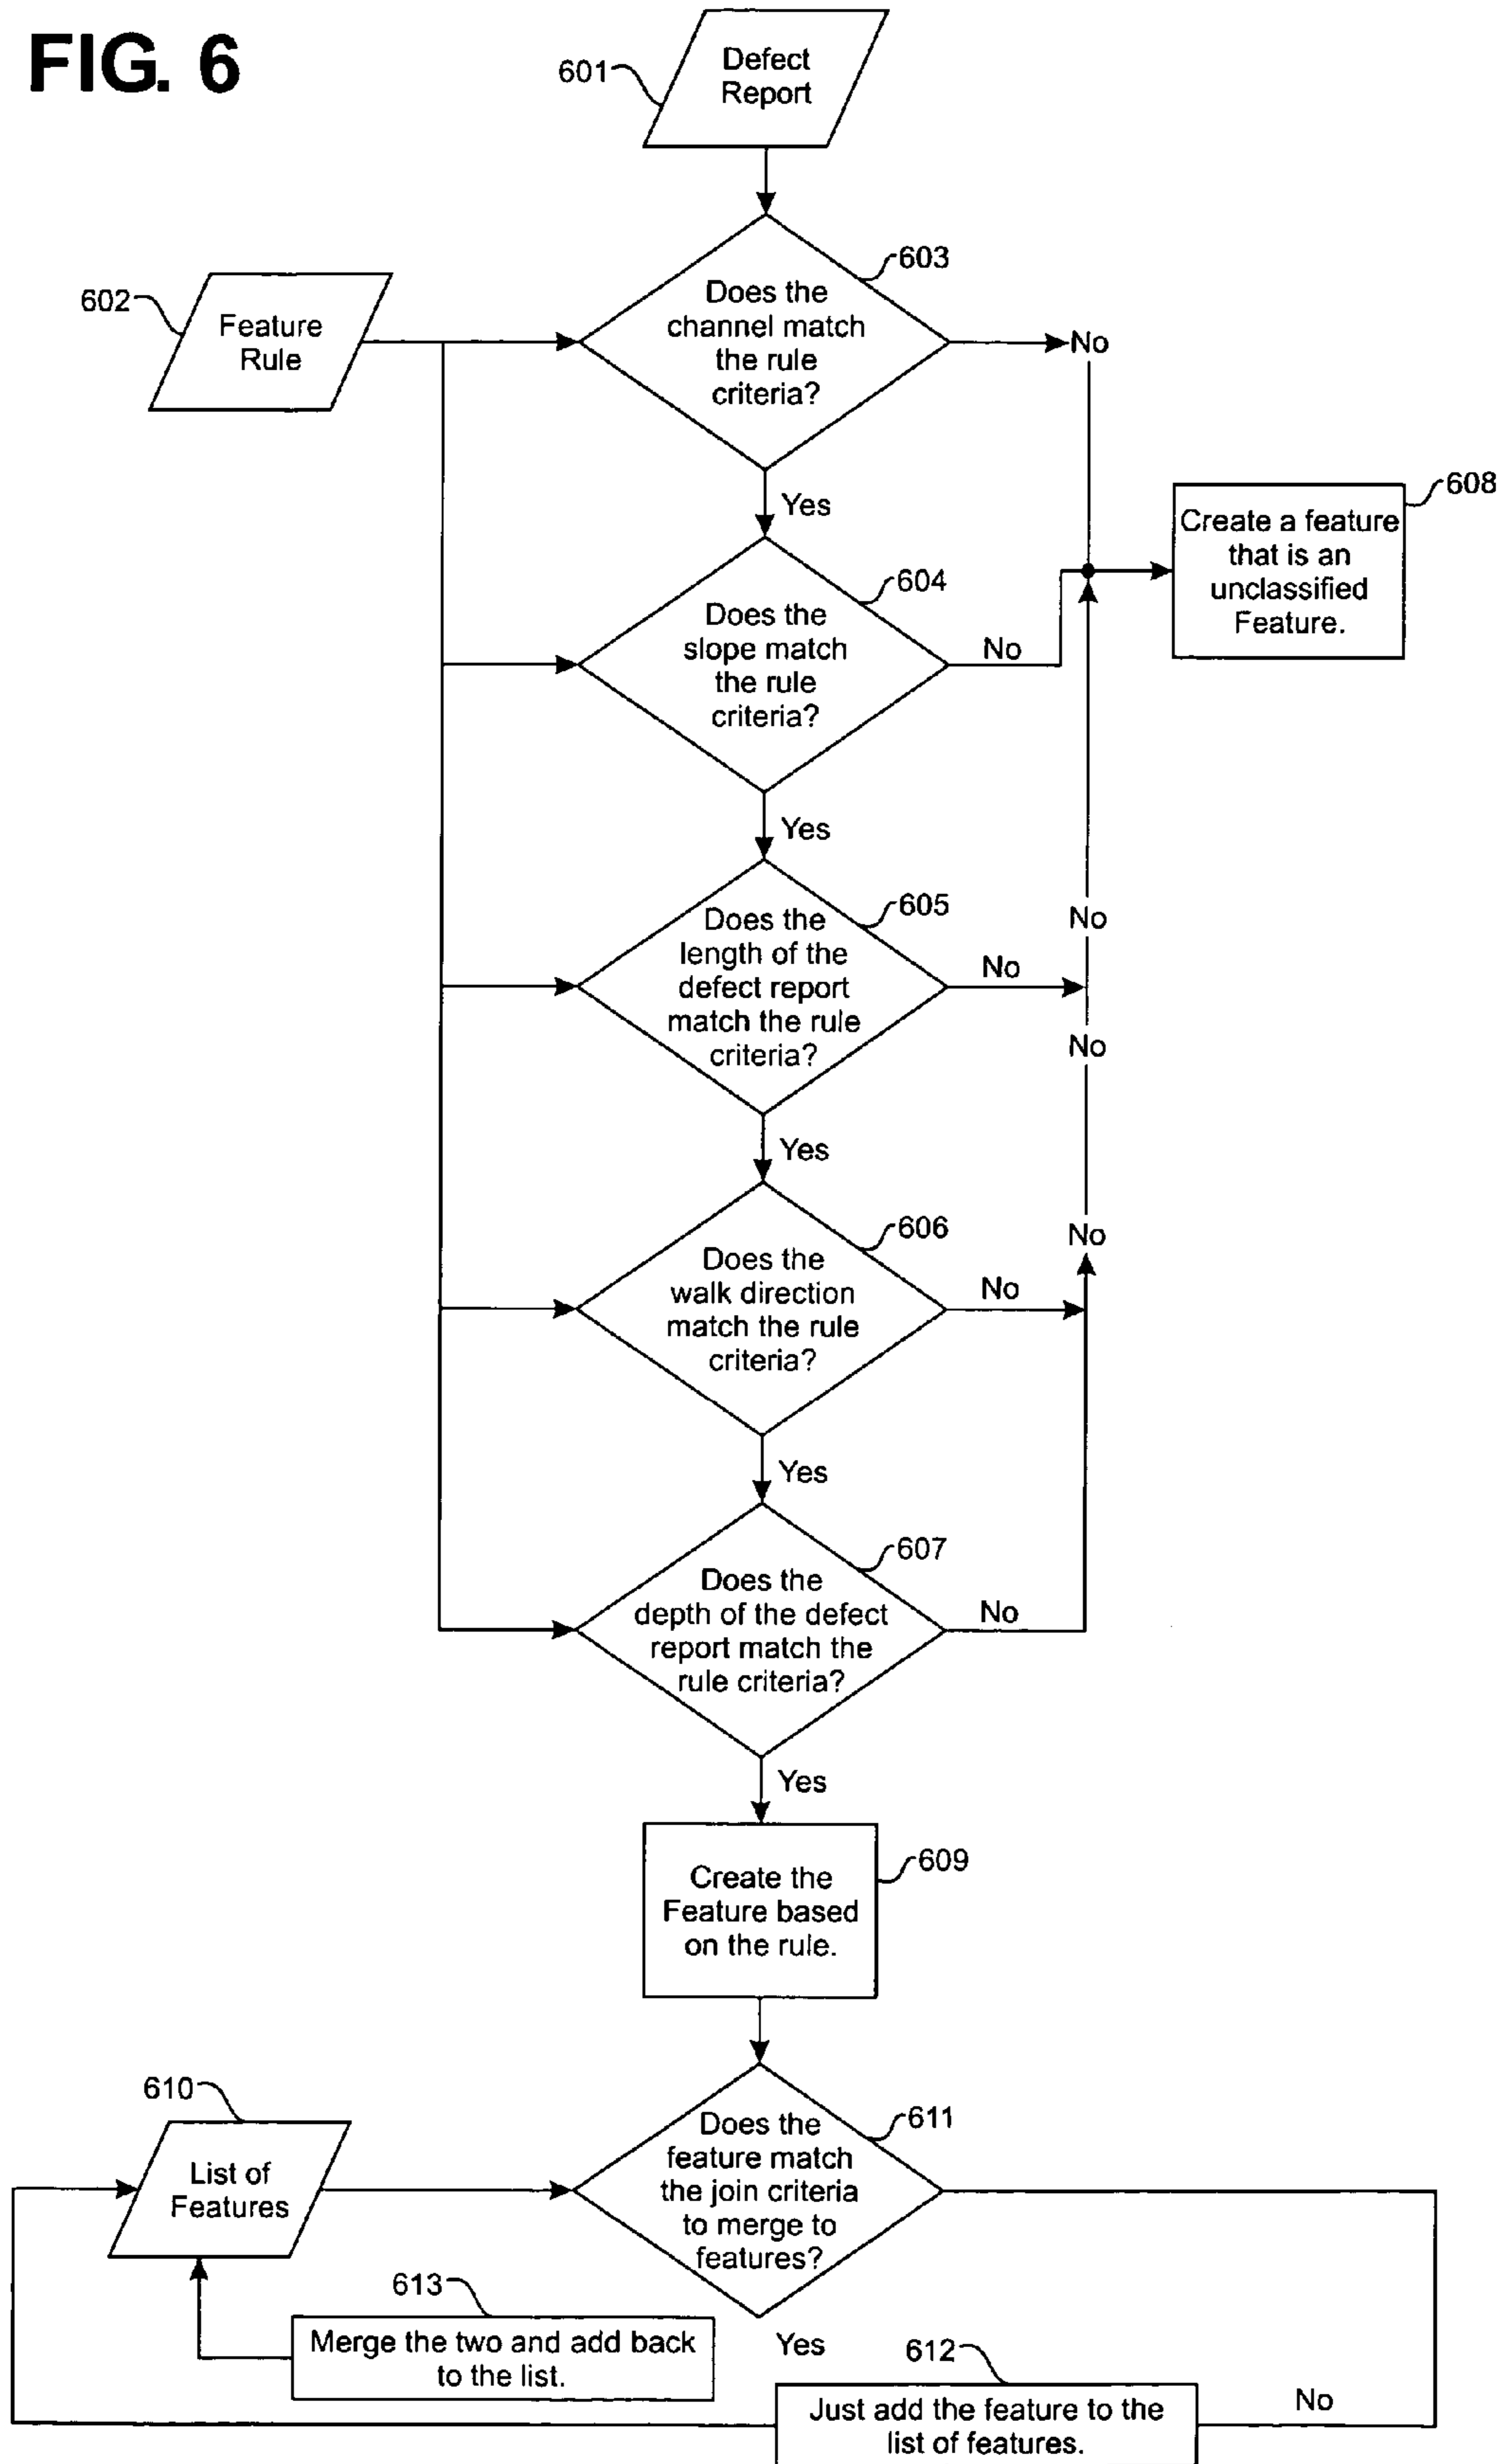 FIG. 6
601
Defect
Report
603
602
Feature
Rule
Does the
channel match
the rule
criteria?
No
Yes
608
Create a feature
that is an
unclassified
Feature.
604
Does the
slope match
the rule
criteria?
No
Yes
605
Does the
length of the
defect report
match the rule
criteria?
No
No
No
Yes
606
Does the
walk direction
match the rule
criteria?
No
No
Yes
607
Does the
depth of the defect
report match the
rule criteria?
No
Yes
609
Create the
Feature based
on the rule.
610
List of
Features
611
Does the
feature match
the join criteria
to merge to
features?
613
Merge the two and add back
to the list.
Yes
612
Just add the feature to the
list of features.
No